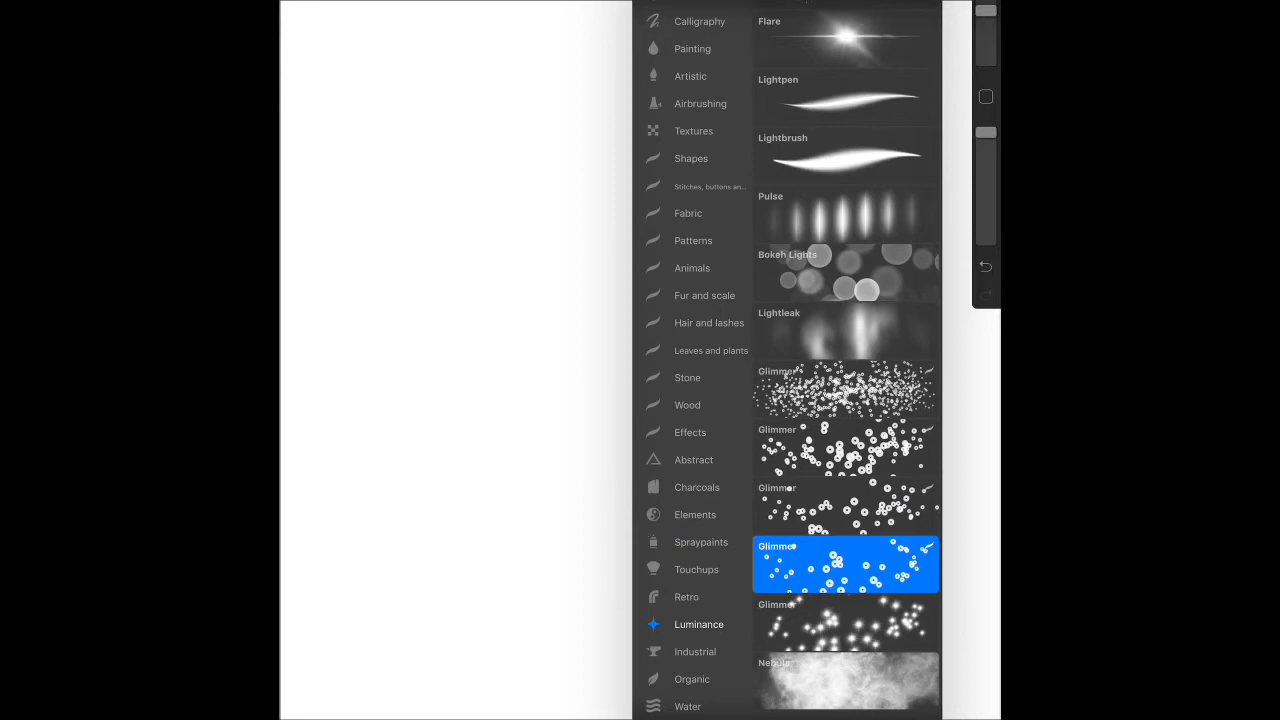 Calligraphy
Painting
Artistic
Airbrushing
Textures
Shapes
Stitches, buttons an...
Fabric
Patterns
Animals
Fur and scale
Hair and lashes
Leaves and plants
Stone
Wood
Effects
Abstract
Charcoals
Elements
Spraypaints
Touchups
Retro
Luminance
Industrial
Organic
Water
Flare
Lightpen
Lightbrush
Pulse
Bokeh Lights
Lightleak
Glimmer
Glimmer
Glimmer
Glimmer
Glimmer
Nebula